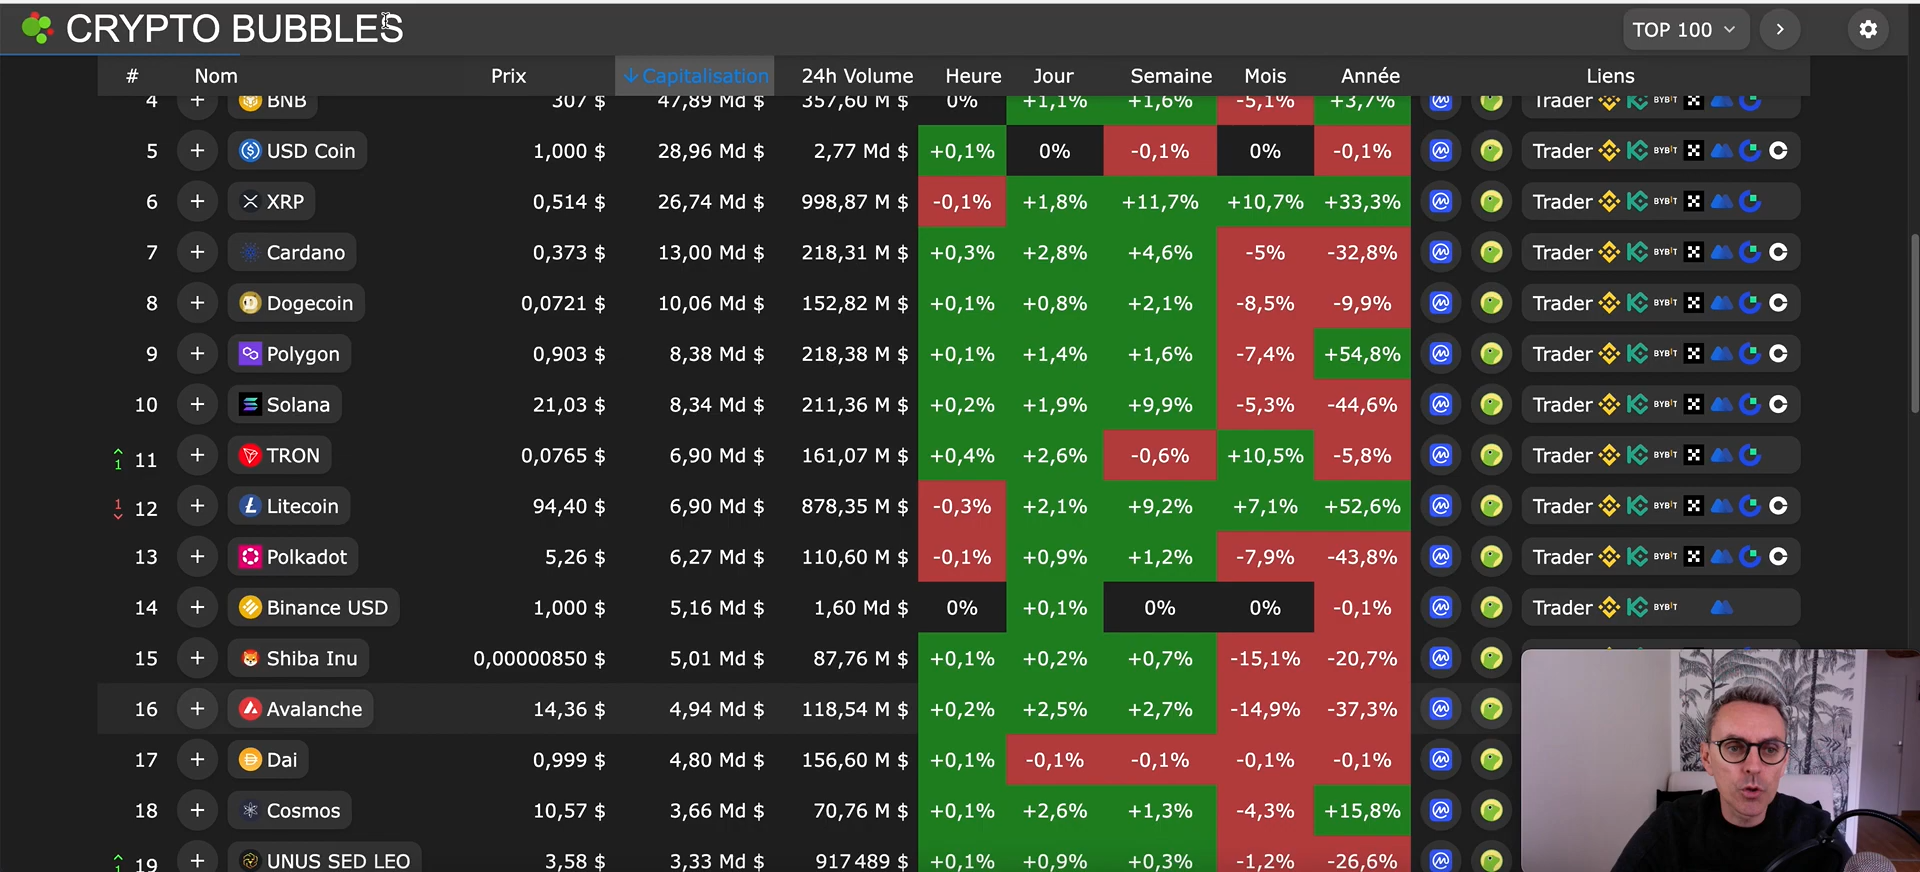 CRYPTO BUBBLES TOP 100
# Nom Prix Capitalisation 24h Volume Heure Jour Semaine Mois Année Liens
4 + BNB 307 $ 47,89 Md $ 357,60 M $ 0% +1,1% +1,6% -5,1% +3,7% Trader BYBIT
5 + USD Coin 1,000 $ 28,96 Md $ 2,77 Md $ +0,1% 0% -0,1% 0% -0,1% Trader BYBIT
6 + XRP 0,514 $ 26,74 Md $ 998,87 M $ -0,1% +1,8% +11,7% +10,7% +33,3% Trader BYBIT
7 + Cardano 0,373 $ 13,00 Md $ 218,31 M $ +0,3% +2,8% +4,6% -5% -32,8% Trader BYBIT
8 + Dogecoin 0,0721 $ 10,06 Md $ 152,82 M $ +0,1% +0,8% +2,1% -8,5% -9,9% Trader BYBIT
9 + Polygon 0,903 $ 8,38 Md $ 218,38 M $ +0,1% +1,4% +1,6% -7,4% +54,8% Trader BYBIT
10 + Solana 21,03 $ 8,34 Md $ 211,36 M $ +0,2% +1,9% +9,9% -5,3% -44,6% Trader BYBIT
1 11 + TRON 0,0765 $ 6,90 Md $ 161,07 M $ +0,4% +2,6% -0,6% +10,5% -5,8% Trader BYBIT
1 12 + Litecoin 94,40 $ 6,90 Md $ 878,35 M $ -0,3% +2,1% +9,2% +7,1% +52,6% Trader BYBIT
13 + Polkadot 5,26 $ 6,27 Md $ 110,60 M $ -0,1% +0,9% +1,2% -7,9% -43,8% Trader BYBIT
14 + Binance USD 1,000 $ 5,16 Md $ 1,60 Md $ 0% +0,1% 0% 0% -0,1% Trader BYBIT
15 + Shiba Inu 0,00000850 $ 5,01 Md $ 87,76 M $ +0,1% +0,2% +0,7% -15,1% -20,7%
16 + Avalanche 14,36 $ 4,94 Md $ 118,54 M $ +0,2% +2,5% +2,7% -14,9% -37,3%
17 + Dai 0,999 $ 4,80 Md $ 156,60 M $ +0,1% -0,1% -0,1% -0,1% -0,1%
18 + Cosmos 10,57 $ 3,66 Md $ 70,76 M $ +0,1% +2,6% +1,3% -4,3% +15,8%
1 19 + UNUS SED LEO 3,58 $ 3,33 Md $ 917 489 $ +0,1% +0,9% +0,3% -1,2% -26,6%